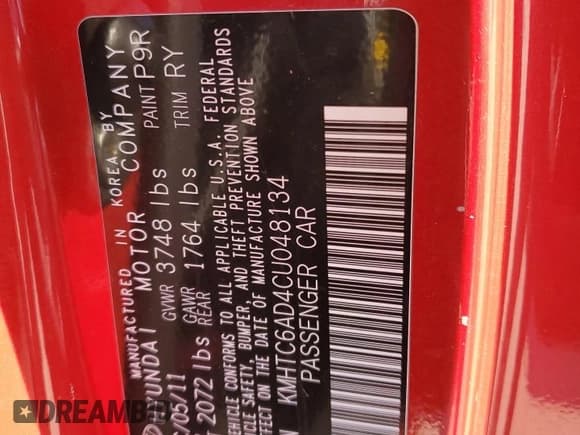 MANUFACTURED IN KOREA BY
HYUNDAI MOTOR COMPANY
/05/11 GVWR 3748 lbs PAINT P9R
2072 lbs GAWR REAR 1764 lbs TRIM RY
VEHICLE CONFORMS TO ALL APPLICABLE U.S.A. FEDERAL
VEHICLE SAFETY, BUMPER, AND THEFT PREVENTION STANDARDS
EFFECT ON THE DATE OF MANUFACTURE SHOWN ABOVE
KMHTC6AD4CU048134
PASSENGER CAR
DREAMBID